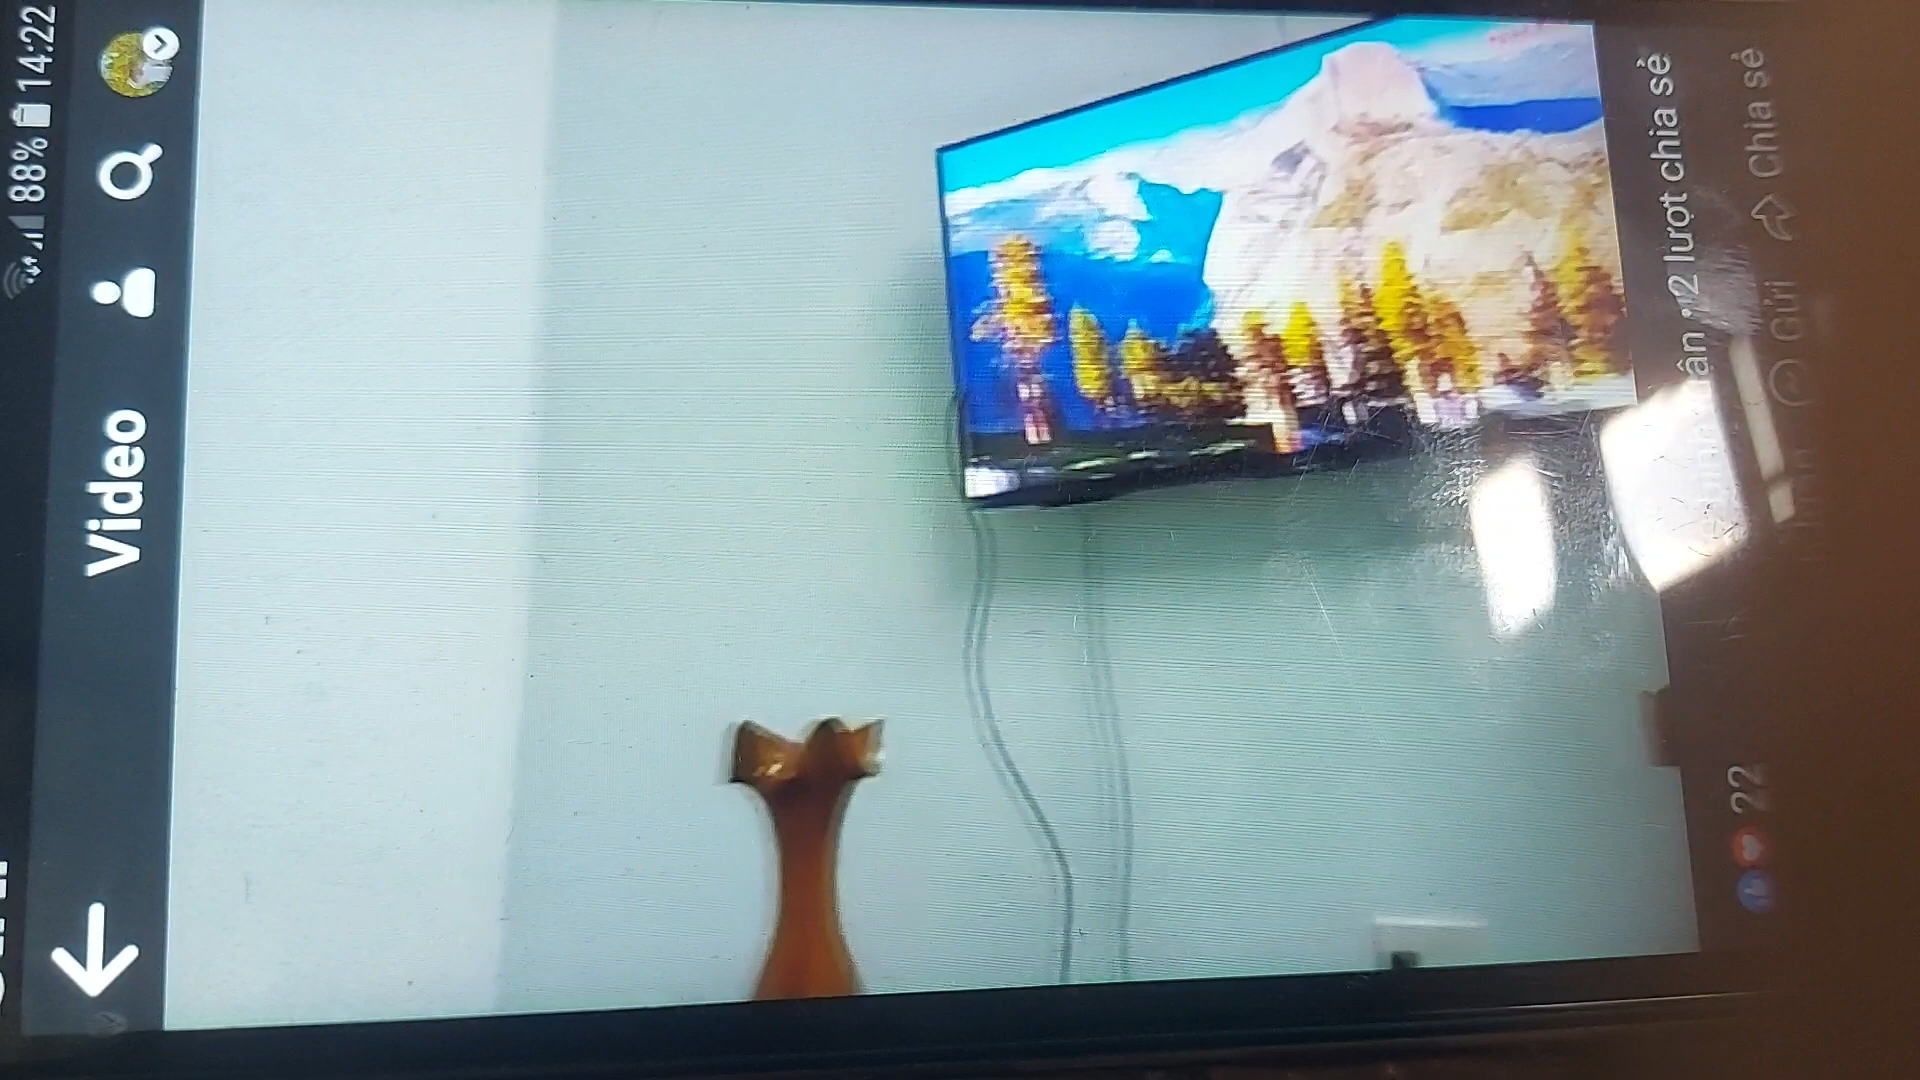 88% 14:22
Video
22
2 lượt chia sẻ
Gửi
Chia sẻ